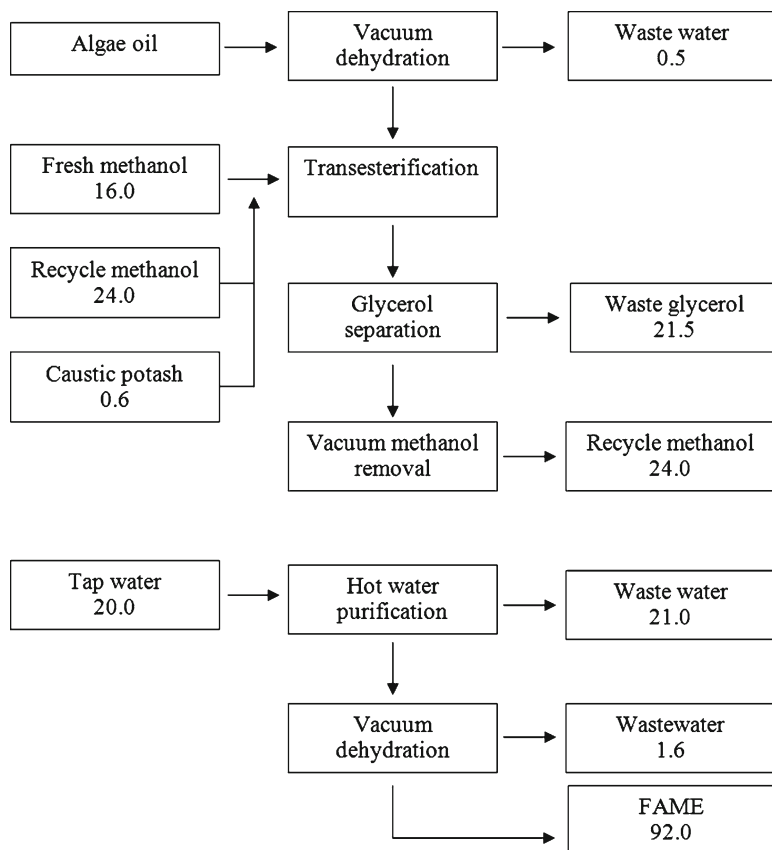 Algae oil
Vacuum
dehydration
Waste water
0.5
Fresh methanol
16.0
Transesterification
Recycle methanol
24.0
Glycerol
separation
Waste glycerol
21.5
Caustic potash
0.6
Vacuum methanol
removal
Recycle methanol
24.0
Tap water
20.0
Hot water
purification
Waste water
21.0
Vacuum
dehydration
Wastewater
1.6
FAME
92.0